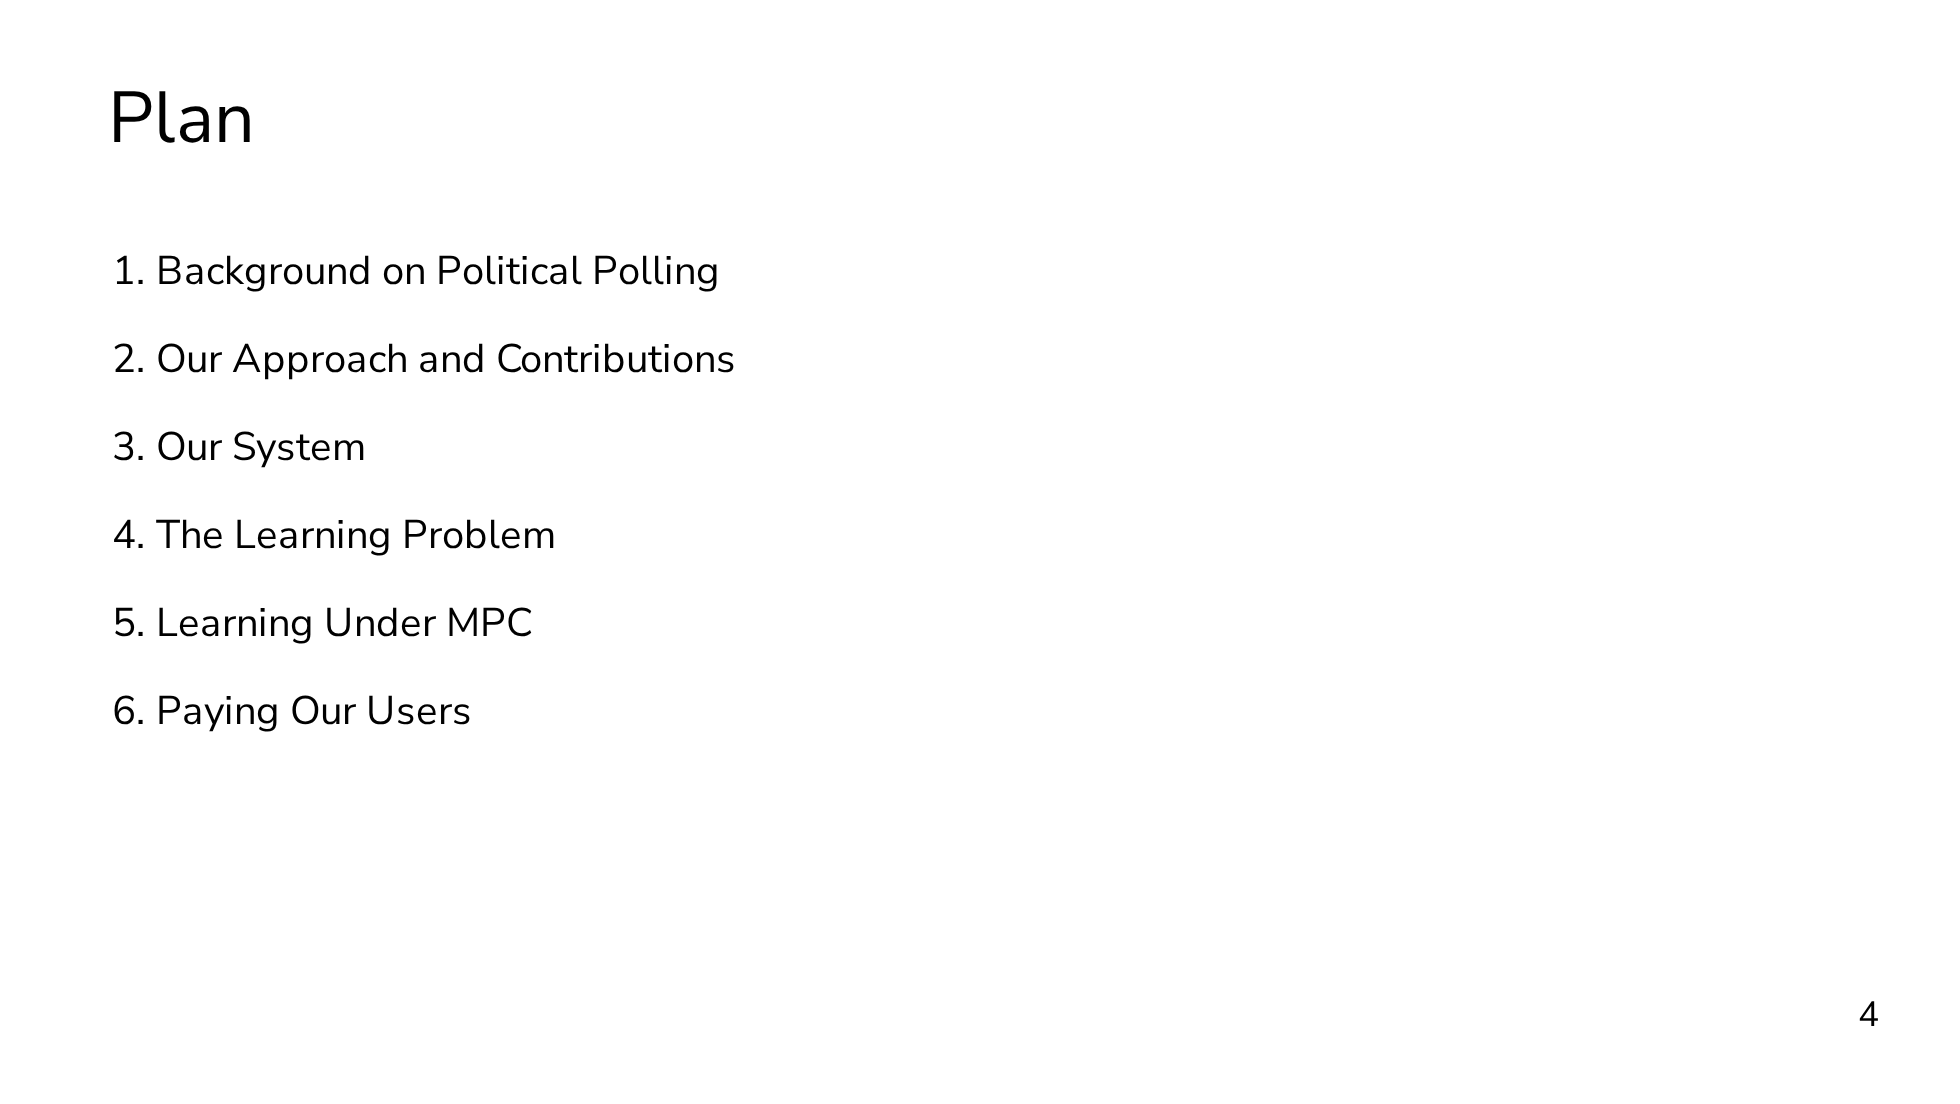 Plan
1. Background on Political Polling
2. Our Approach and Contributions
3. Our System
4. The Learning Problem
5. Learning Under MPC
6. Paying Our Users
4